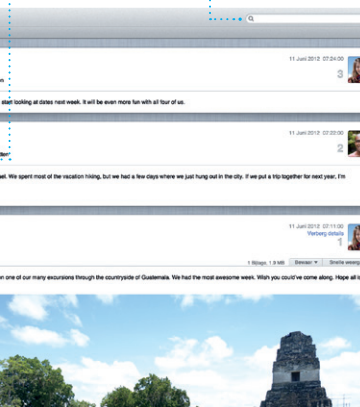 11 Juni 2012 07:24:00
3
n
start looking at dates next week. It will be even more fun with all four of us.
11 Juni 2012 07:22:00
2
el. We spent most of the vacation hiking, but we had a few days where we just hung out in the city. If we put a trip together for next year, I'm
11 Juni 2012 07:11:00
Verberg details
1
1 Bijlage, 1.9 MB Bewaar Snelle weerg
n one of our many excursions through the countryside of Guatemala. We had the most awesome week. Wish you could've come along. Hope all is